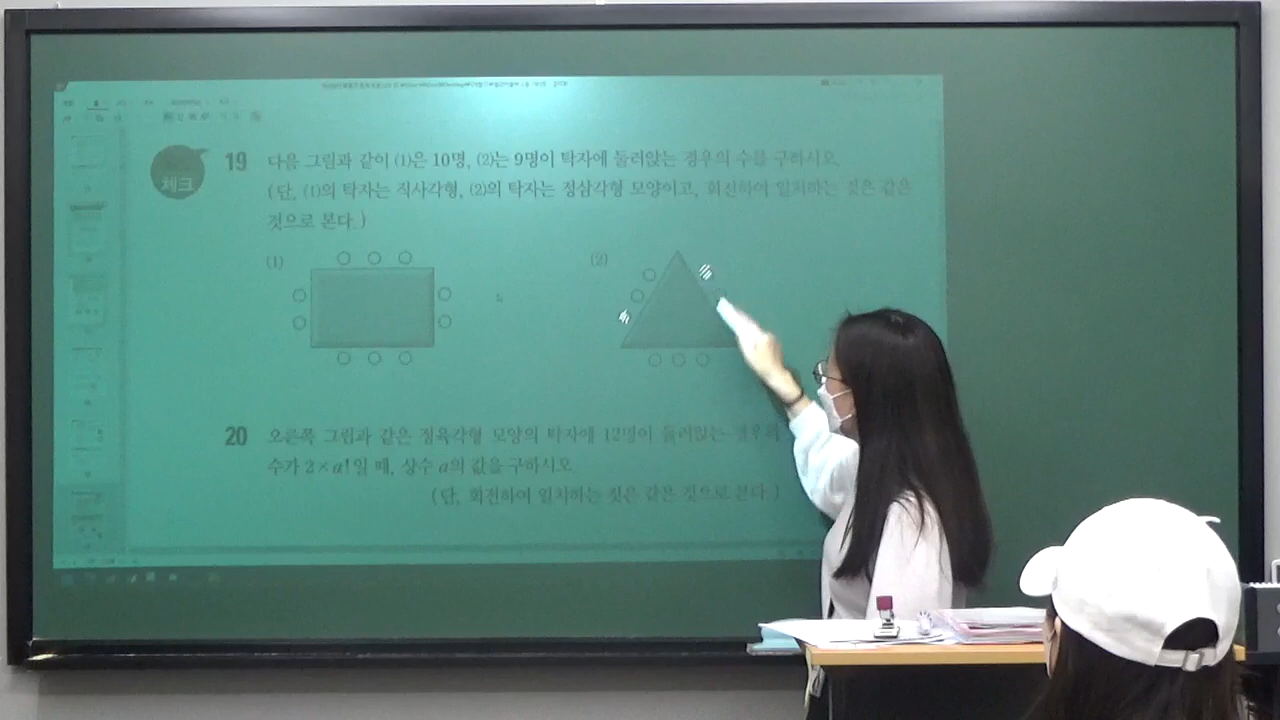 체크
19 다음 그림과 같이 (1)은 10명, (2)는 9명이 탁자에 둘러앉는 경우의 수를 구하시오.
(단, (1)의 탁자는 직사각형, (2)의 탁자는 정삼각형 모양이고, 회전하여 일치하는 것은 같은
것으로 본다.)
(1) (2)
20 오른쪽 그림과 같은 정육각형 모양의 탁자에 12명이 둘러앉는 경우의
수가 2×a!일 때, 상수 a의 값을 구하시오.
(단, 회전하여 일치하는 것은 같은 것으로 본다.)